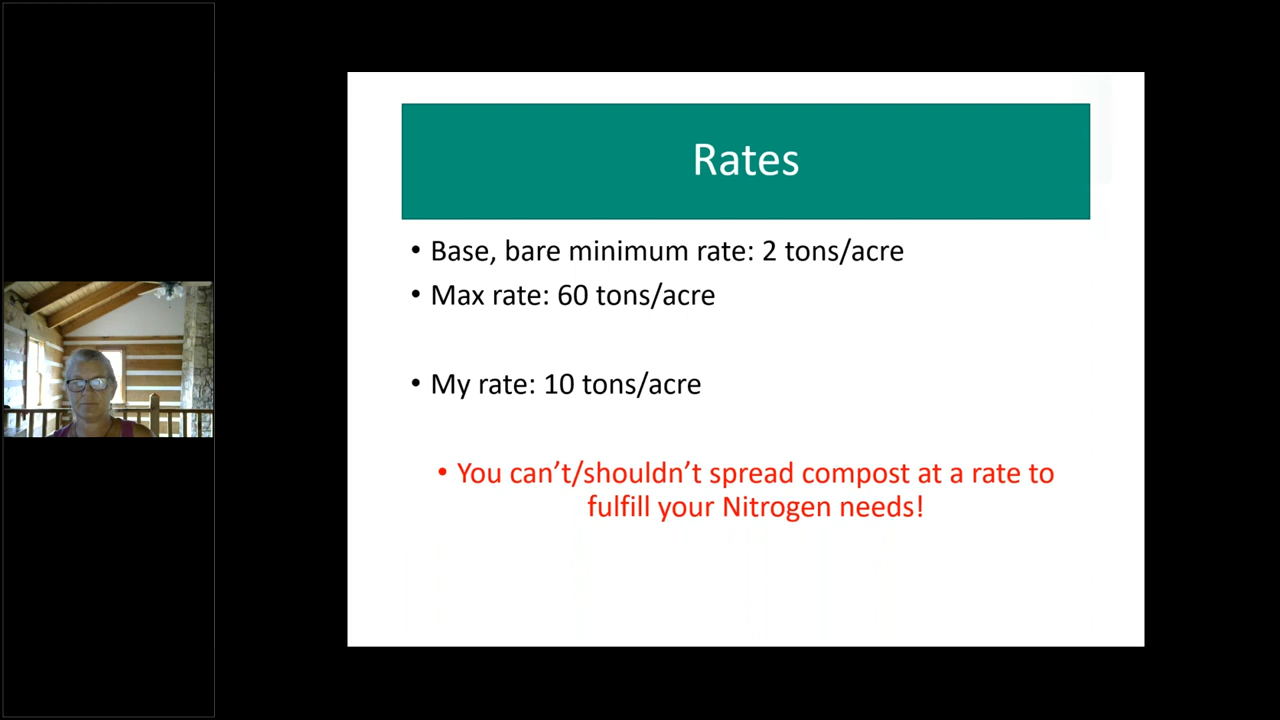 Rates
• Base, bare minimum rate: 2 tons/acre
• Max rate: 60 tons/acre
• My rate: 10 tons/acre
• You can’t/shouldn’t spread compost at a rate to
fulfill your Nitrogen needs!